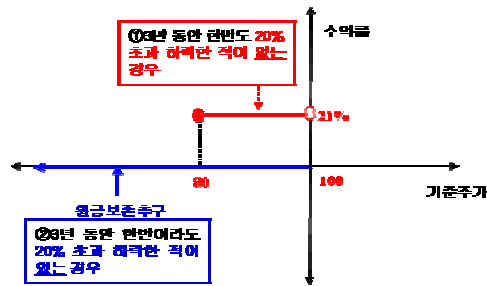 ①3년 동안 한번도 20%
초과 하락한 적이 없는
경우
수익률
21%
80
100
기준주가
원금보존추구
②3년 동안 한번이라도
20% 초과 하락한 적이
있는 경우